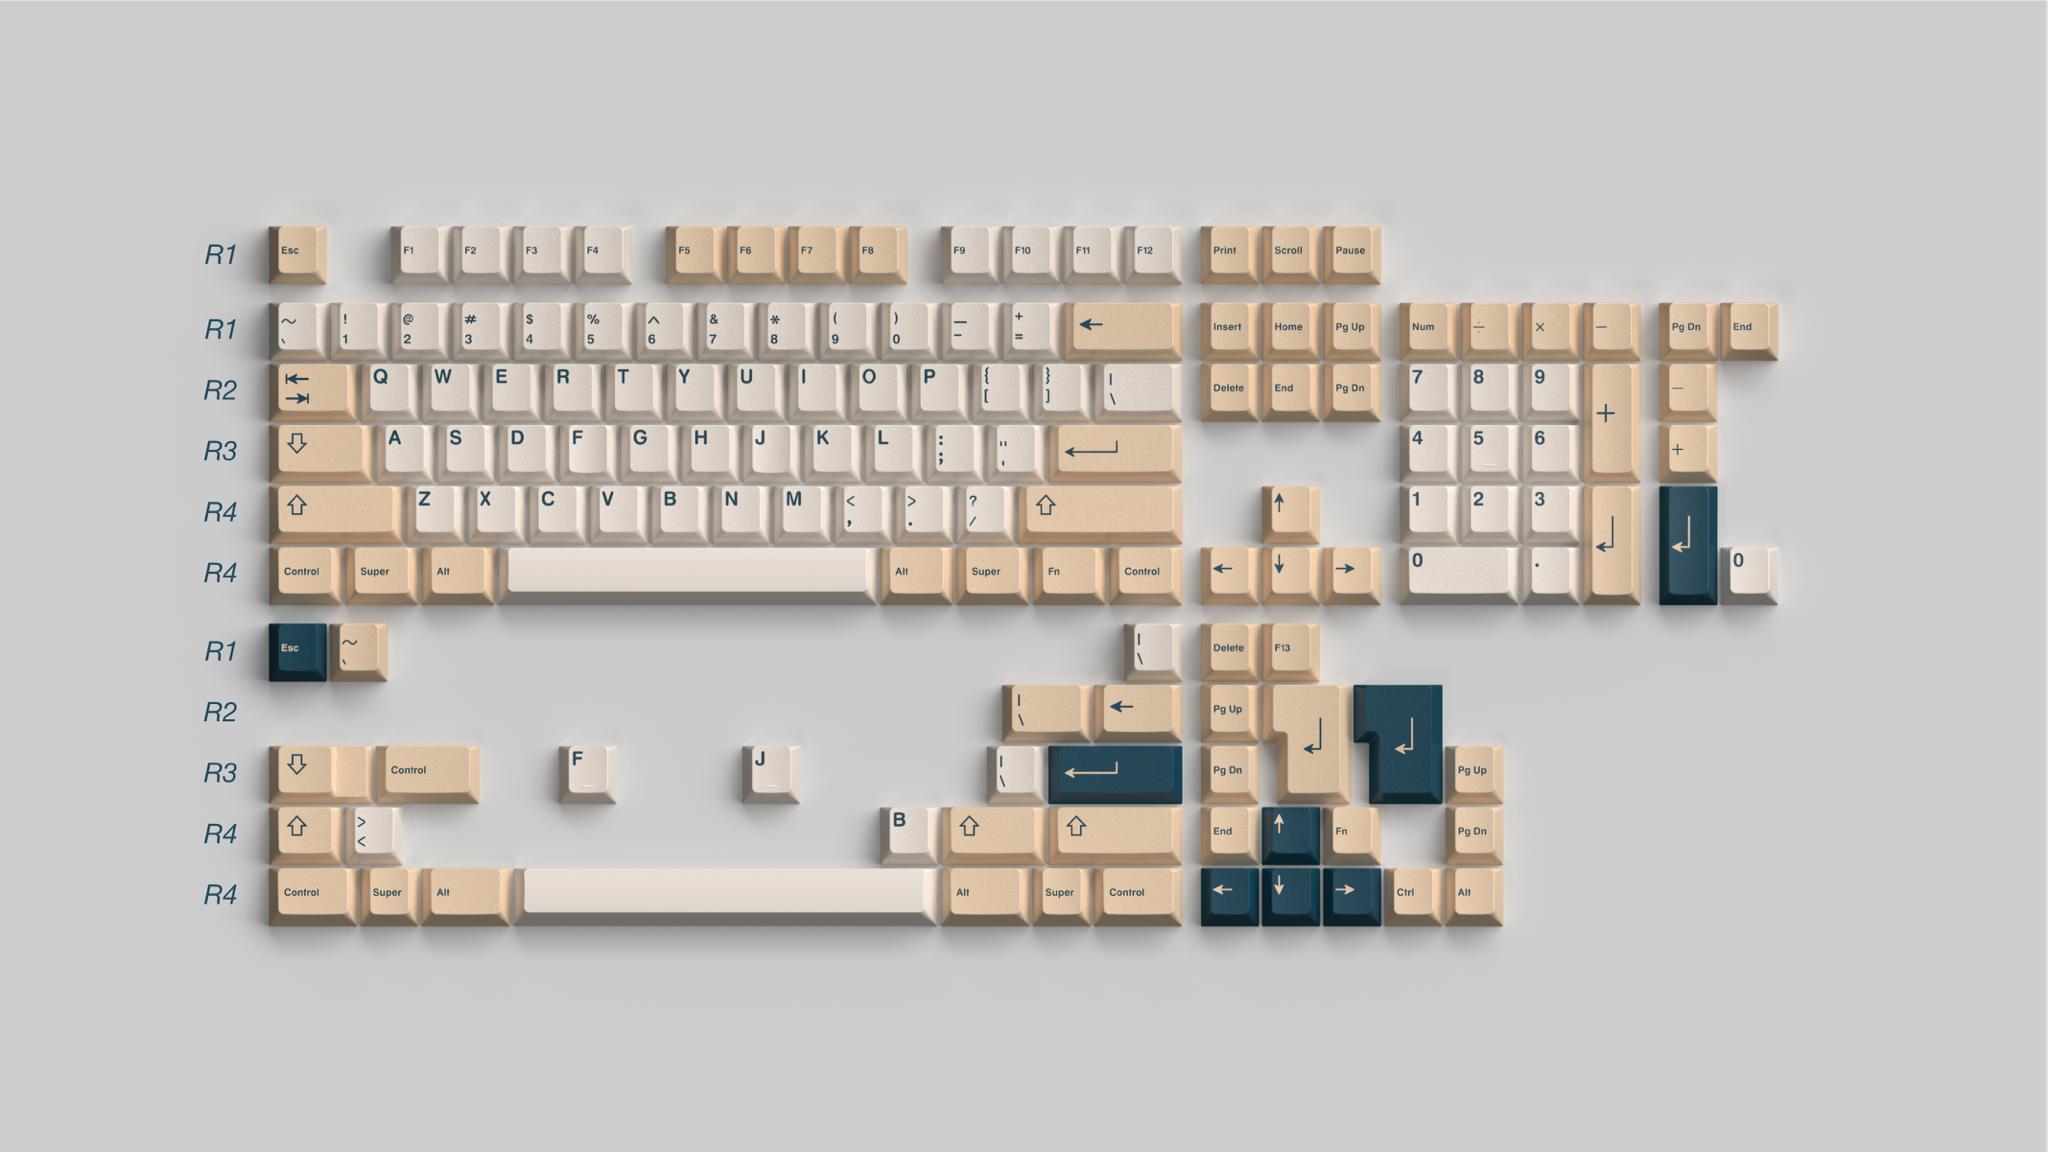 R1 Esc F1 F2 F3 F4 F5 F6 F7 F8 F9 F10 F11 F12 Print Scroll Pause
R1 ~ ` ! 1 @ 2 # 3 $ 4 % 5 ^ 6 & 7 * 8 ( 9 ) 0 — - + = ← Insert Home Pg Up Num ÷ × − Pg Dn End
R2 ⇤ ⇥ Q W E R T Y U I O P { [ } ] | \ Delete End Pg Dn 7 8 9 + −
R3 ⇩ A S D F G H J K L : ; " ' ↵ 4 5 6 +
R4 ⇧ Z X C V B N M < , > . ? / ⇧ ↑ 1 2 3 ↵ ↵
R4 Control Super Alt Alt Super Fn Control ← ↓ → 0 . 0
R1 Esc ~ ` | \ Delete F13
R2 | \ ← Pg Up ↵ ↵
R3 ⇩ Control F J | \ ↵ Pg Dn Pg Up
R4 ⇧ > < B ⇧ ⇧ End ↑ Fn Pg Dn
R4 Control Super Alt Alt Super Control ← ↓ → Ctrl Alt